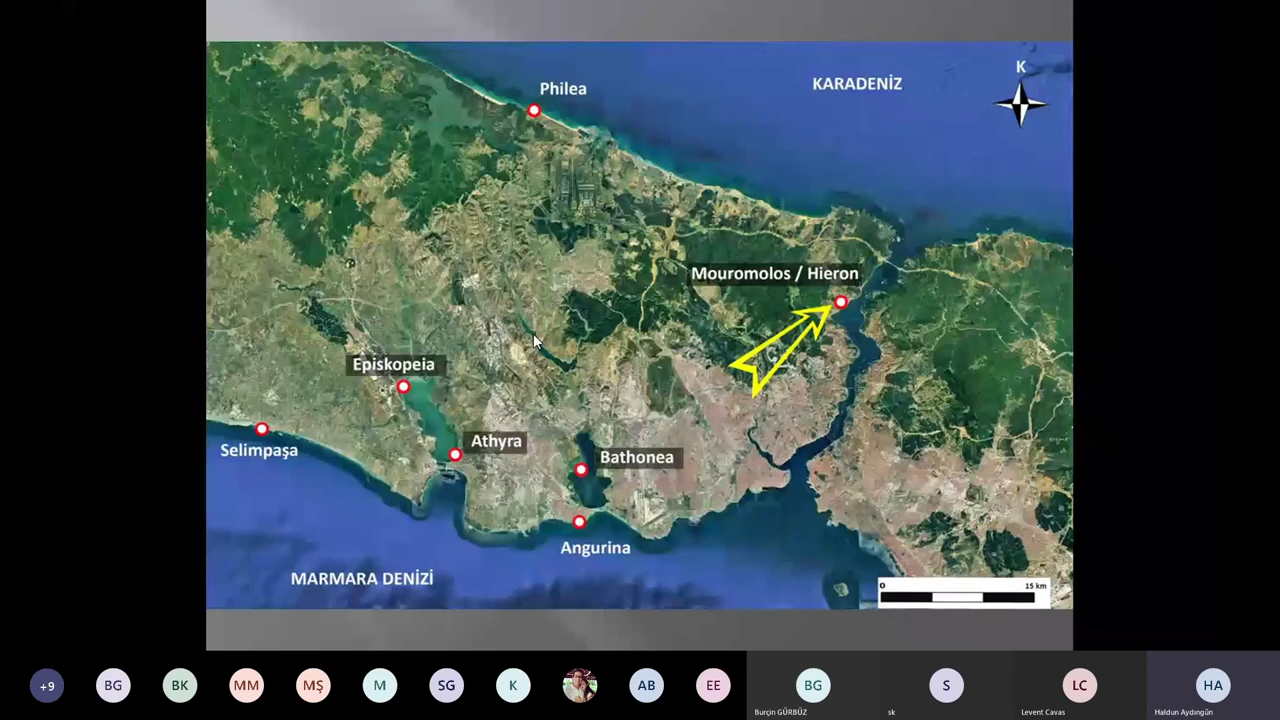 Philea
KARADENİZ
K
Mouromolos / Hieron
Episkopeia
Athyra
Selimpaşa
Bathonea
Angurina
MARMARA DENİZİ
0
15 km
+9
BG
BK
MM
MŞ
M
SG
K
AB
EE
BG
S
LC
HA
Burçin GÜRBÜZ
sk
Levent Cavas
Haldun Aydıngün